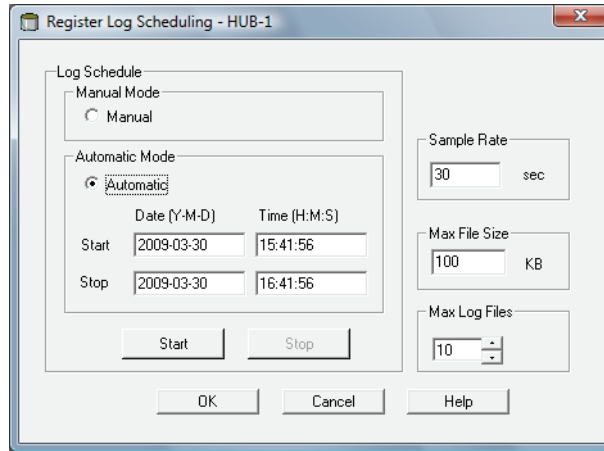 Register Log Scheduling - HUB-1
Log Schedule
Manual Mode
Manual
Automatic Mode
Automatic
Date (Y-M-D) Time (H:M:S)
Start 2009-03-30 15:41:56
Stop 2009-03-30 16:41:56
Start Stop
Sample Rate
30 sec
Max File Size
100 KB
Max Log Files
10
OK Cancel Help